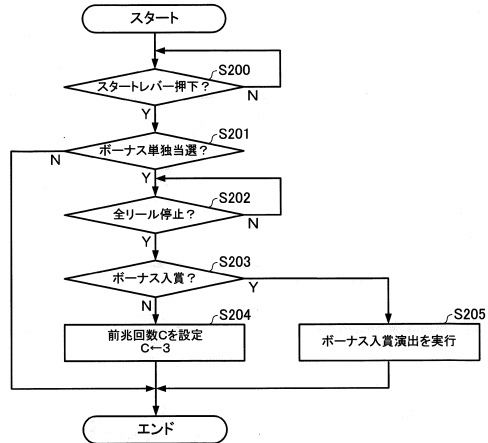 スタート
S200
スタートレバー押下？
N
Y
S201
ボーナス単独当選？
N
Y
S202
全リール停止？
N
Y
S203
ボーナス入賞？
Y
N
S204
前兆回数Cを設定
C←3
S205
ボーナス入賞演出を実行
エンド